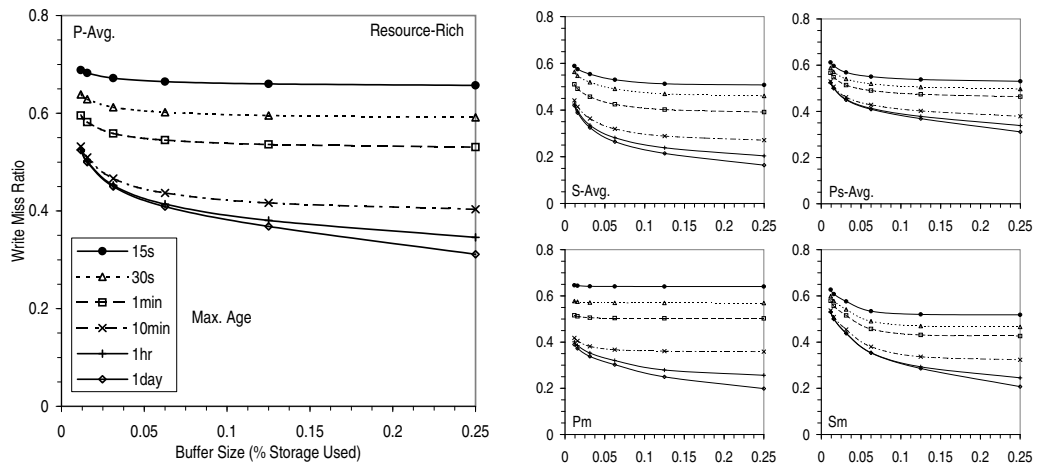 0.8
P-Avg.
Resource-Rich
0.6
0.4
0.2
0
Write Miss Ratio
15s
30s
1min
10min
1hr
1day
Max. Age
0 0.05 0.1 0.15 0.2 0.25
Buffer Size (% Storage Used)
0.8
0.6
0.4
0.2
0
S-Avg.
0 0.05 0.1 0.15 0.2 0.25
0.8
0.6
0.4
0.2
0
Ps-Avg.
0 0.05 0.1 0.15 0.2 0.25
0.8
0.6
0.4
0.2
0
Pm
0 0.05 0.1 0.15 0.2 0.25
0.8
0.6
0.4
0.2
0
Sm
0 0.05 0.1 0.15 0.2 0.25